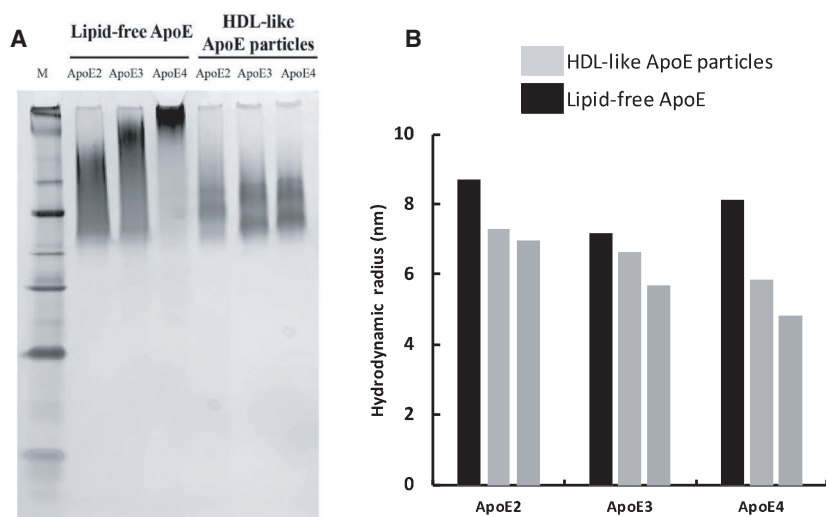 A
Lipid-free ApoE
HDL-like
ApoE particles
M ApoE2 ApoE3 ApoE4 ApoE2 ApoE3 ApoE4
B
HDL-like ApoE particles
Lipid-free ApoE
Hydrodynamic radius (nm)
10
8
6
4
2
0
ApoE2 ApoE3 ApoE4